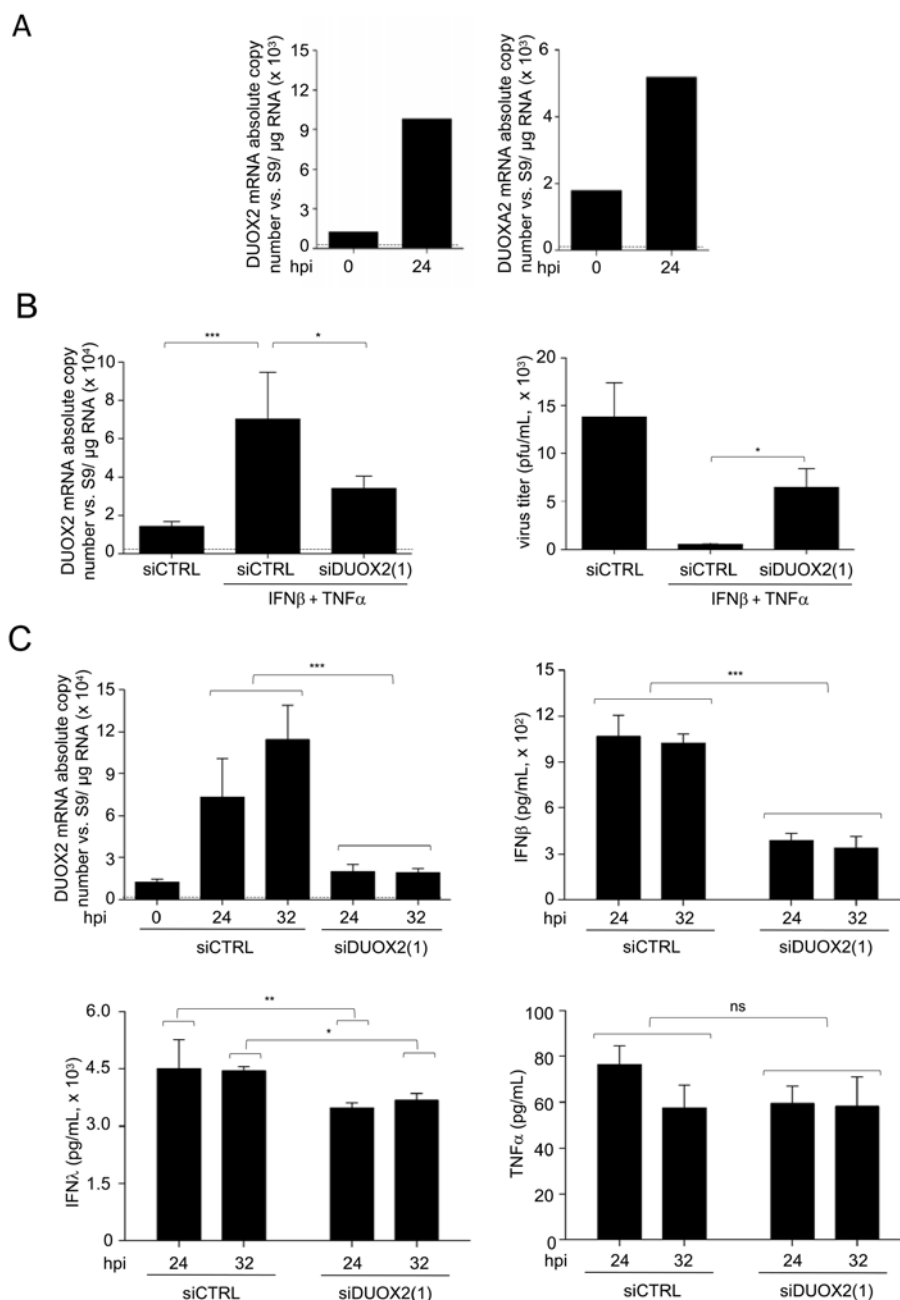 A
DUOX2 mRNA absolute copy
number vs. S9/ µg RNA (x 10³)
15
12
9
6
3
0
hpi
0
24
DUOXA2 mRNA absolute copy
number vs. S9/ µg RNA (x 10³)
6
4
2
0
hpi
0
24
B
DUOX2 mRNA absolute copy
number vs. S9/ µg RNA (x 10⁴)
10
8
6
4
2
0
***
*
siCTRL
siCTRL
siDUOX2(1)
IFNβ + TNFα
virus titer (pfu/mL, x 10³)
20
15
10
5
0
*
siCTRL
siCTRL
siDUOX2(1)
IFNβ + TNFα
C
DUOX2 mRNA absolute copy
number vs. S9/ µg RNA (x 10⁴)
15
12
9
6
3
0
***
hpi
0
24
32
24
32
siCTRL
siDUOX2(1)
IFNβ (pg/mL, x 10²)
15
12
9
6
3
0
***
hpi
24
32
24
32
siCTRL
siDUOX2(1)
IFNλ (pg/mL, x 10³)
6.0
4.5
3.0
1.5
0
**
*
hpi
24
32
24
32
siCTRL
siDUOX2(1)
TNFα (pg/mL)
100
80
60
40
20
0
ns
hpi
24
32
24
32
siCTRL
siDUOX2(1)